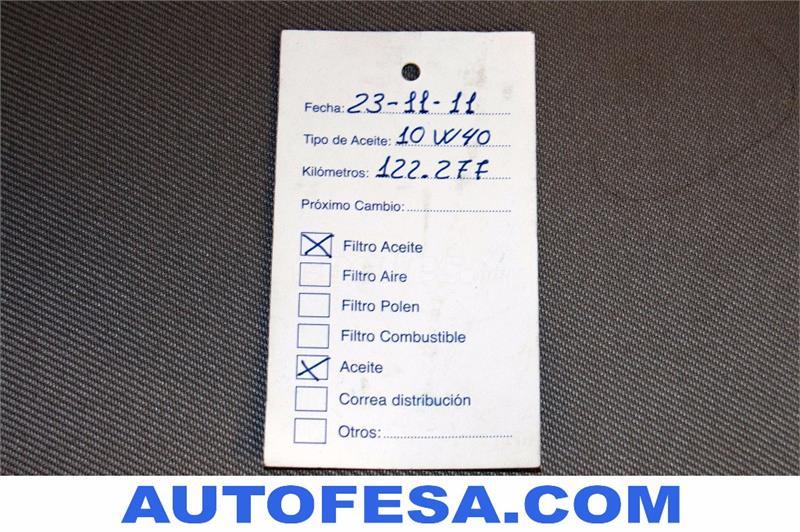 Fecha: 23-11-11
Tipo de Aceite: 10 W40
Kilómetros: 122.277
Próximo Cambio:
Filtro Aceite
Filtro Aire
Filtro Polen
Filtro Combustible
Aceite
Correa distribución
Otros:
AUTOFESA.COM